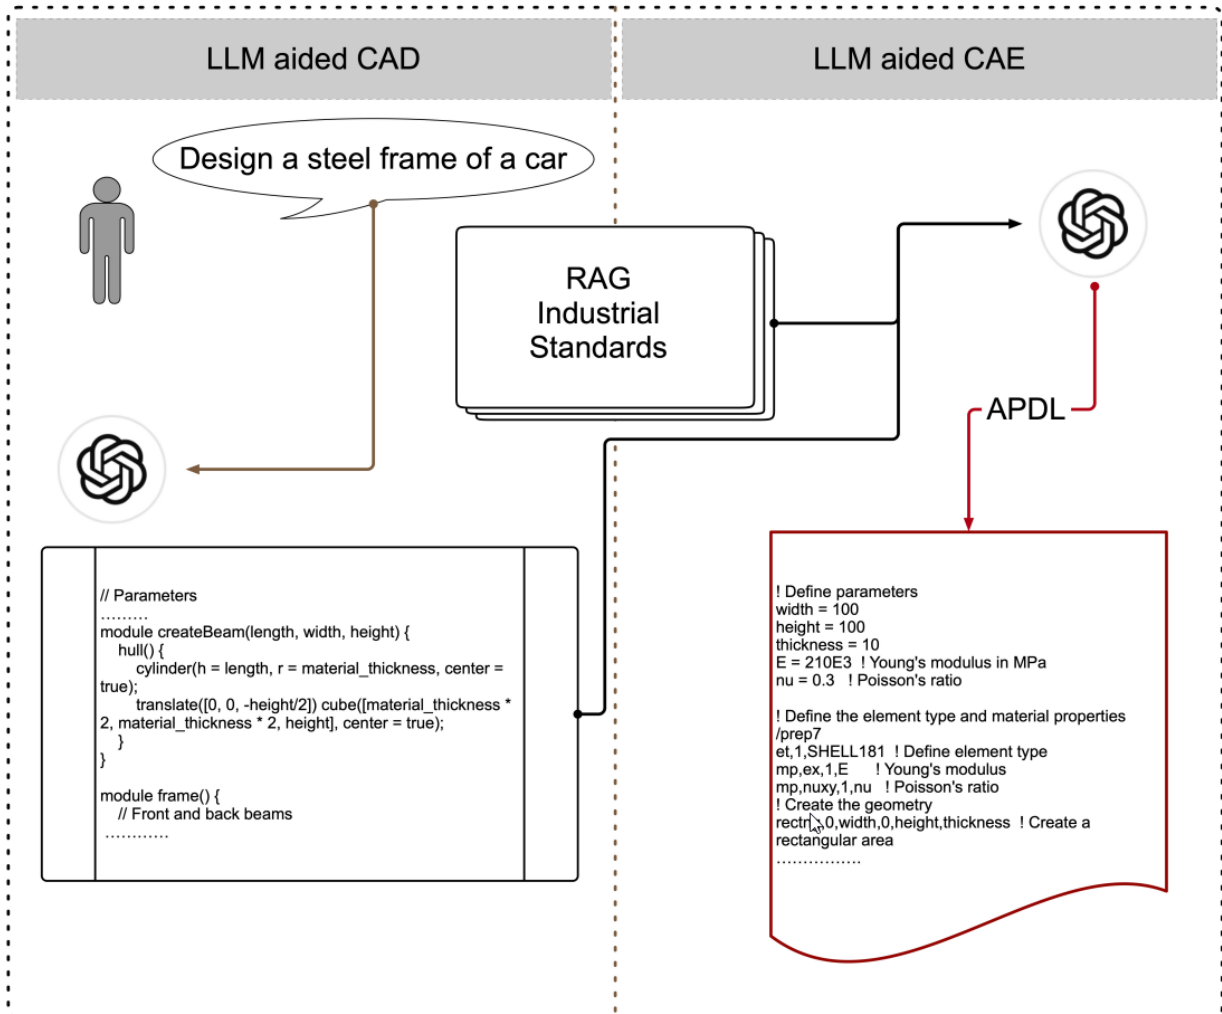 LLM aided CAD
LLM aided CAE
Design a steel frame of a car
RAG
Industrial
Standards
APDL
// Parameters
………
module createBeam(length, width, height) {
hull() {
cylinder(h = length, r = material_thickness, center =
true);
translate([0, 0, -height/2]) cube([material_thickness *
2, material_thickness * 2, height], center = true);
}
}
module frame() {
// Front and back beams
…………
! Define parameters
width = 100
height = 100
thickness = 10
E = 210E3 ! Young's modulus in MPa
nu = 0.3 ! Poisson's ratio
! Define the element type and material properties
/prep7
et,1,SHELL181 ! Define element type
mp,ex,1,E ! Young's modulus
mp,nuxy,1,nu ! Poisson's ratio
! Create the geometry
0,width,0,height,thickness ! Create a
rectangular area
…………….